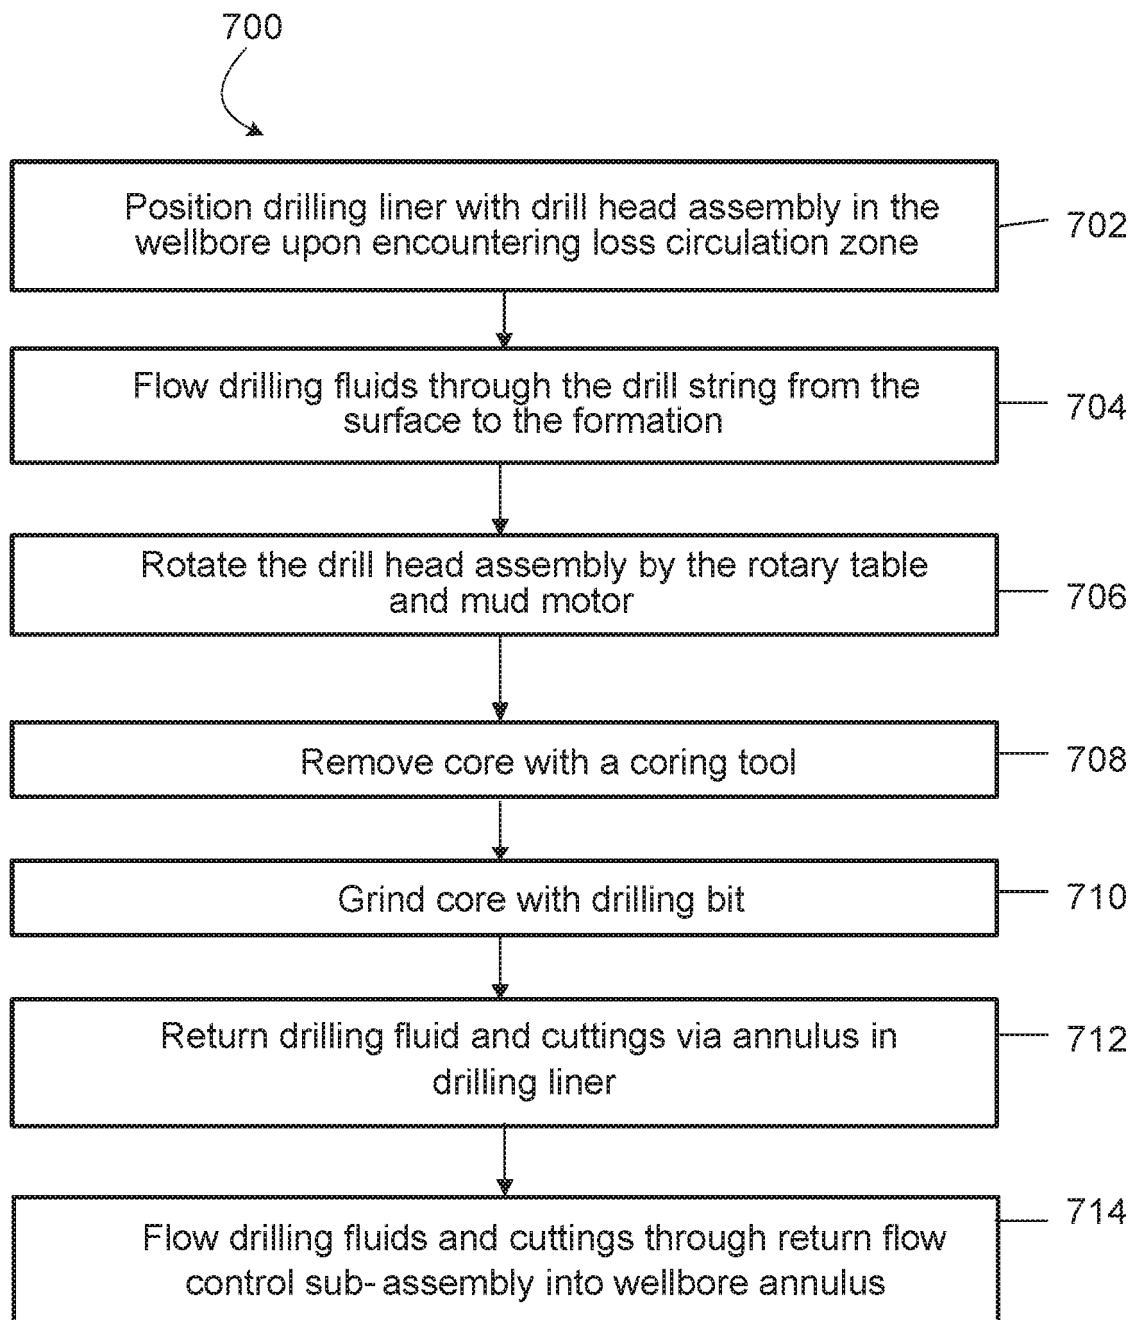 700
Position drilling liner with drill head assembly in the
wellbore upon encountering loss circulation zone
702
Flow drilling fluids through the drill string from the
surface to the formation
704
Rotate the drill head assembly by the rotary table
and mud motor
706
Remove core with a coring tool
708
Grind core with drilling bit
710
Return drilling fluid and cuttings via annulus in
drilling liner
712
Flow drilling fluids and cuttings through return flow
control sub-assembly into wellbore annulus
714